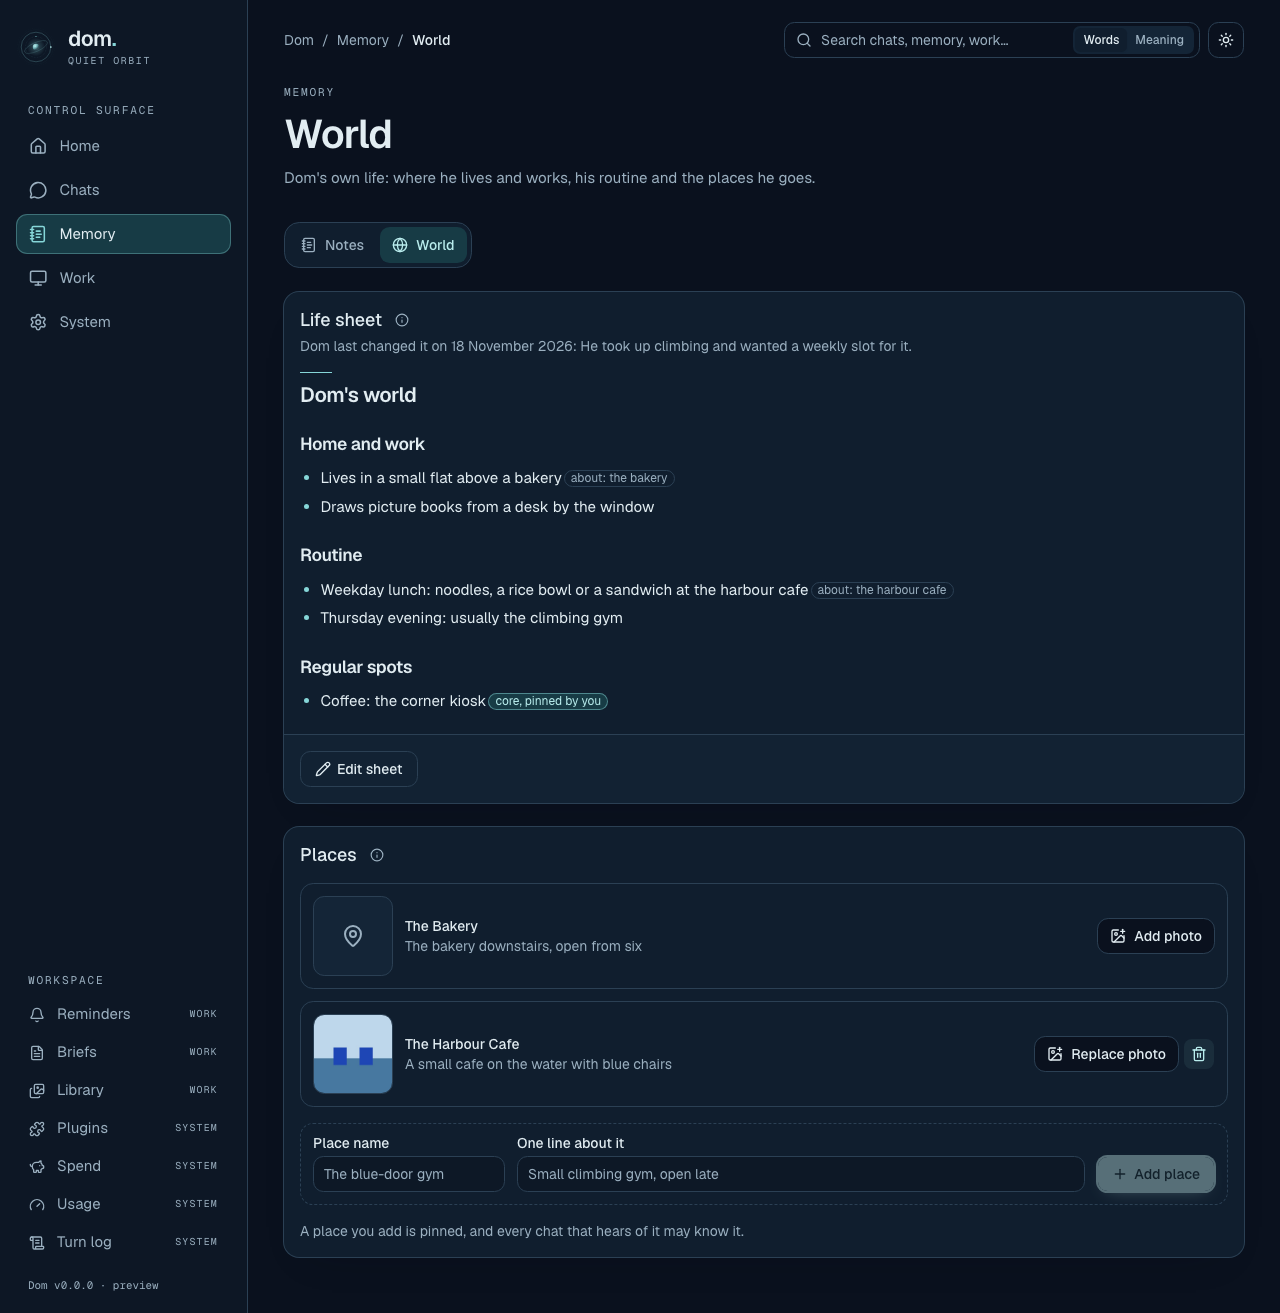 dom.
QUIET ORBIT
CONTROL SURFACE
Home
Chats
Memory
Work
System
WORKSPACE
Reminders WORK
Briefs WORK
Library WORK
Plugins SYSTEM
Spend SYSTEM
Usage SYSTEM
Turn log SYSTEM
Dom v0.0.0 · preview
Dom / Memory / World
Search chats, memory, work… Words Meaning
MEMORY
World
Dom's own life: where he lives and works, his routine and the places he goes.
Notes World
Life sheet
Dom last changed it on 18 November 2026: He took up climbing and wanted a weekly slot for it.
Dom's world
Home and work
Lives in a small flat above a bakery about: the bakery
Draws picture books from a desk by the window
Routine
Weekday lunch: noodles, a rice bowl or a sandwich at the harbour cafe about: the harbour cafe
Thursday evening: usually the climbing gym
Regular spots
Coffee: the corner kiosk core, pinned by you
Edit sheet
Places
The Bakery
The bakery downstairs, open from six
Add photo
The Harbour Cafe
A small cafe on the water with blue chairs
Replace photo
Place name One line about it
The blue-door gym Small climbing gym, open late Add place
A place you add is pinned, and every chat that hears of it may know it.